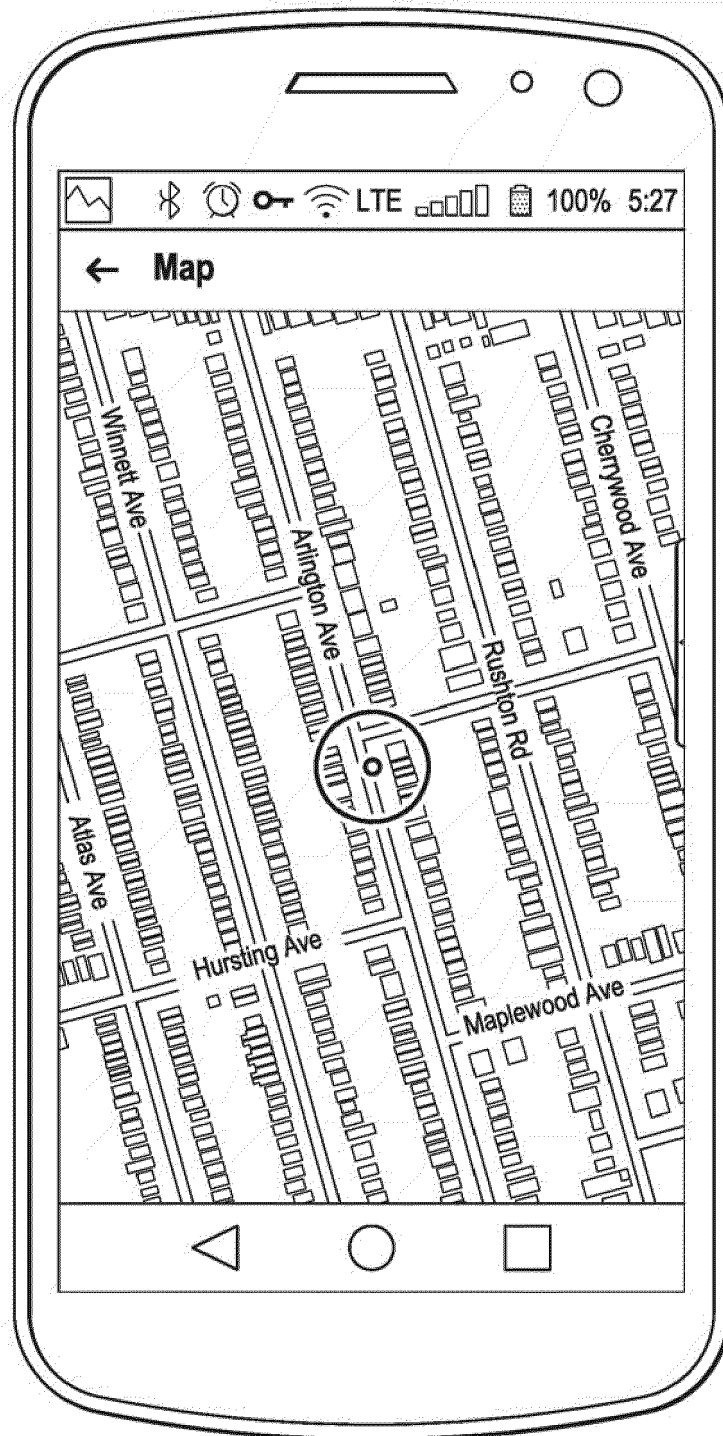 LTE 100% 5:27
Map
Winnett Ave
Cherrywood Ave
Arlington Ave
Rushton Rd
Atlas Ave
Hursting Ave
Maplewood Ave